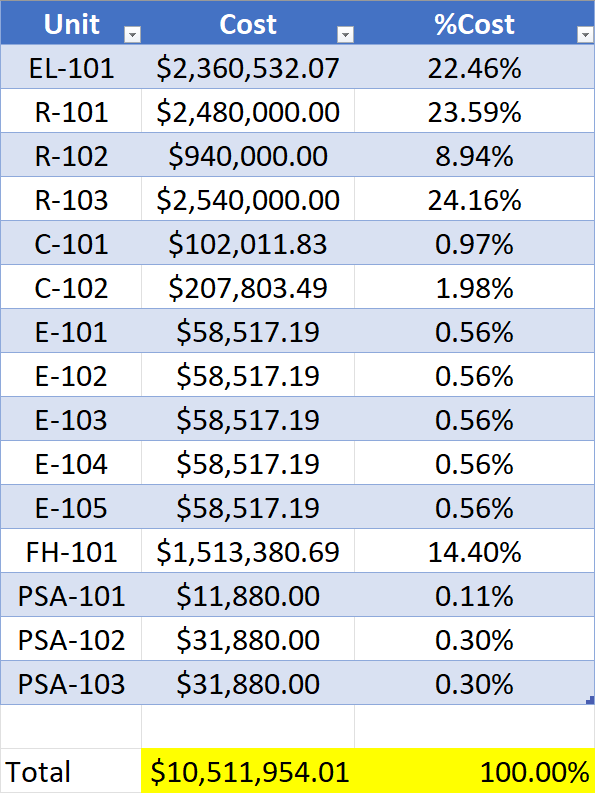 Unit Cost %Cost
EL-101 $2,360,532.07 22.46%
R-101 $2,480,000.00 23.59%
R-102 $940,000.00 8.94%
R-103 $2,540,000.00 24.16%
C-101 $102,011.83 0.97%
C-102 $207,803.49 1.98%
E-101 $58,517.19 0.56%
E-102 $58,517.19 0.56%
E-103 $58,517.19 0.56%
E-104 $58,517.19 0.56%
E-105 $58,517.19 0.56%
FH-101 $1,513,380.69 14.40%
PSA-101 $11,880.00 0.11%
PSA-102 $31,880.00 0.30%
PSA-103 $31,880.00 0.30%
Total $10,511,954.01 100.00%